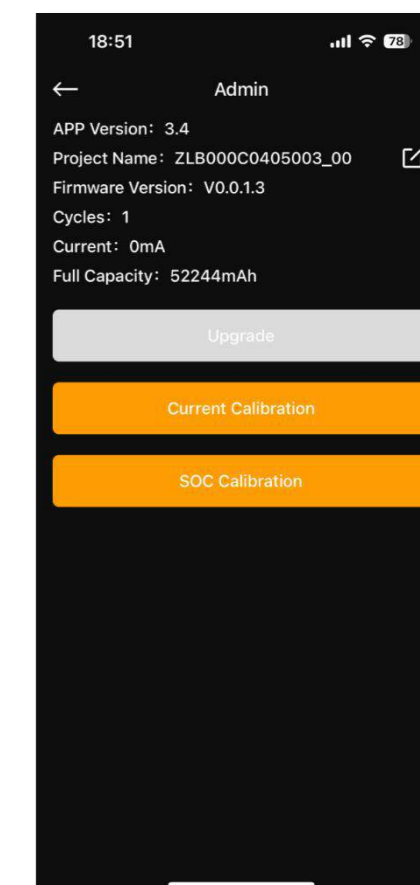 18:51
78
Admin
APP Version: 3.4
Project Name: ZLB000C0405003_00
Firmware Version: V0.0.1.3
Cycles: 1
Current: 0mA
Full Capacity: 52244mAh
Upgrade
Current Calibration
SOC Calibration